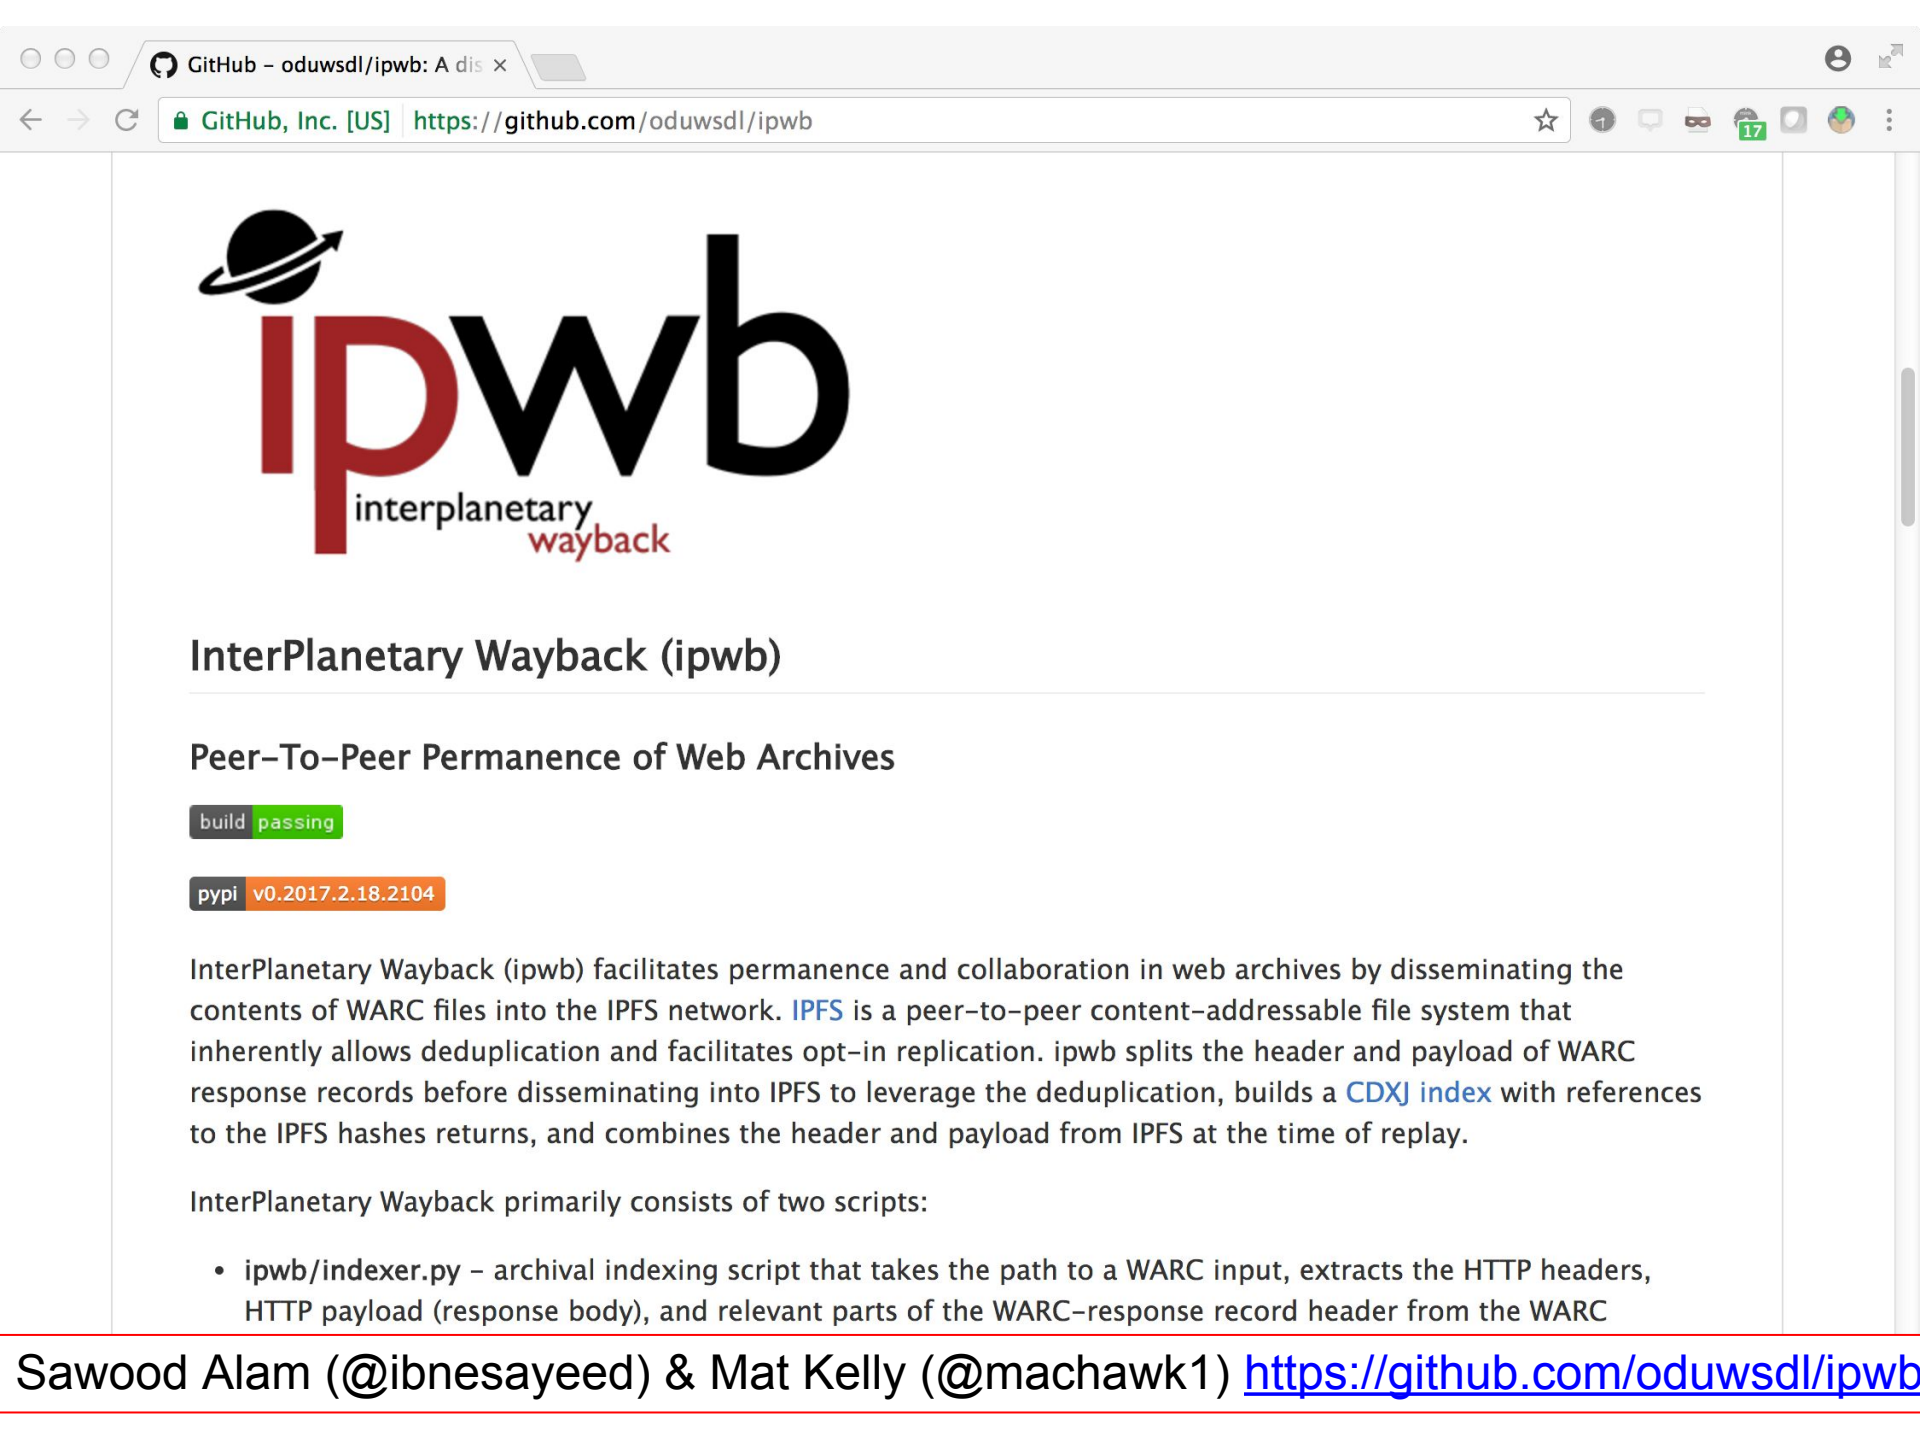 GitHub – oduwsdl/ipwb: A dis ×
GitHub, Inc. [US] https://github.com/oduwsdl/ipwb
17
ipwb
interplanetary
wayback
InterPlanetary Wayback (ipwb)
Peer–To–Peer Permanence of Web Archives
build passing
pypi v0.2017.2.18.2104
InterPlanetary Wayback (ipwb) facilitates permanence and collaboration in web archives by disseminating the
contents of WARC files into the IPFS network. IPFS is a peer–to–peer content–addressable file system that
inherently allows deduplication and facilitates opt–in replication. ipwb splits the header and payload of WARC
response records before disseminating into IPFS to leverage the deduplication, builds a CDXJ index with references
to the IPFS hashes returns, and combines the header and payload from IPFS at the time of replay.
InterPlanetary Wayback primarily consists of two scripts:
• ipwb/indexer.py – archival indexing script that takes the path to a WARC input, extracts the HTTP headers,
HTTP payload (response body), and relevant parts of the WARC–response record header from the WARC
Sawood Alam (@ibnesayeed) & Mat Kelly (@machawk1) https://github.com/oduwsdl/ipwb